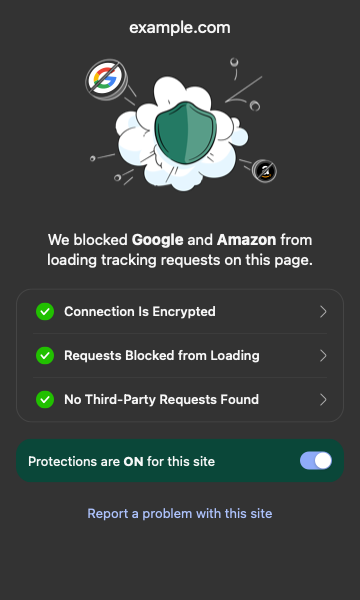 example.com
We blocked Google and Amazon from
loading tracking requests on this page.
Connection Is Encrypted
Requests Blocked from Loading
No Third-Party Requests Found
Protections are ON for this site
Report a problem with this site